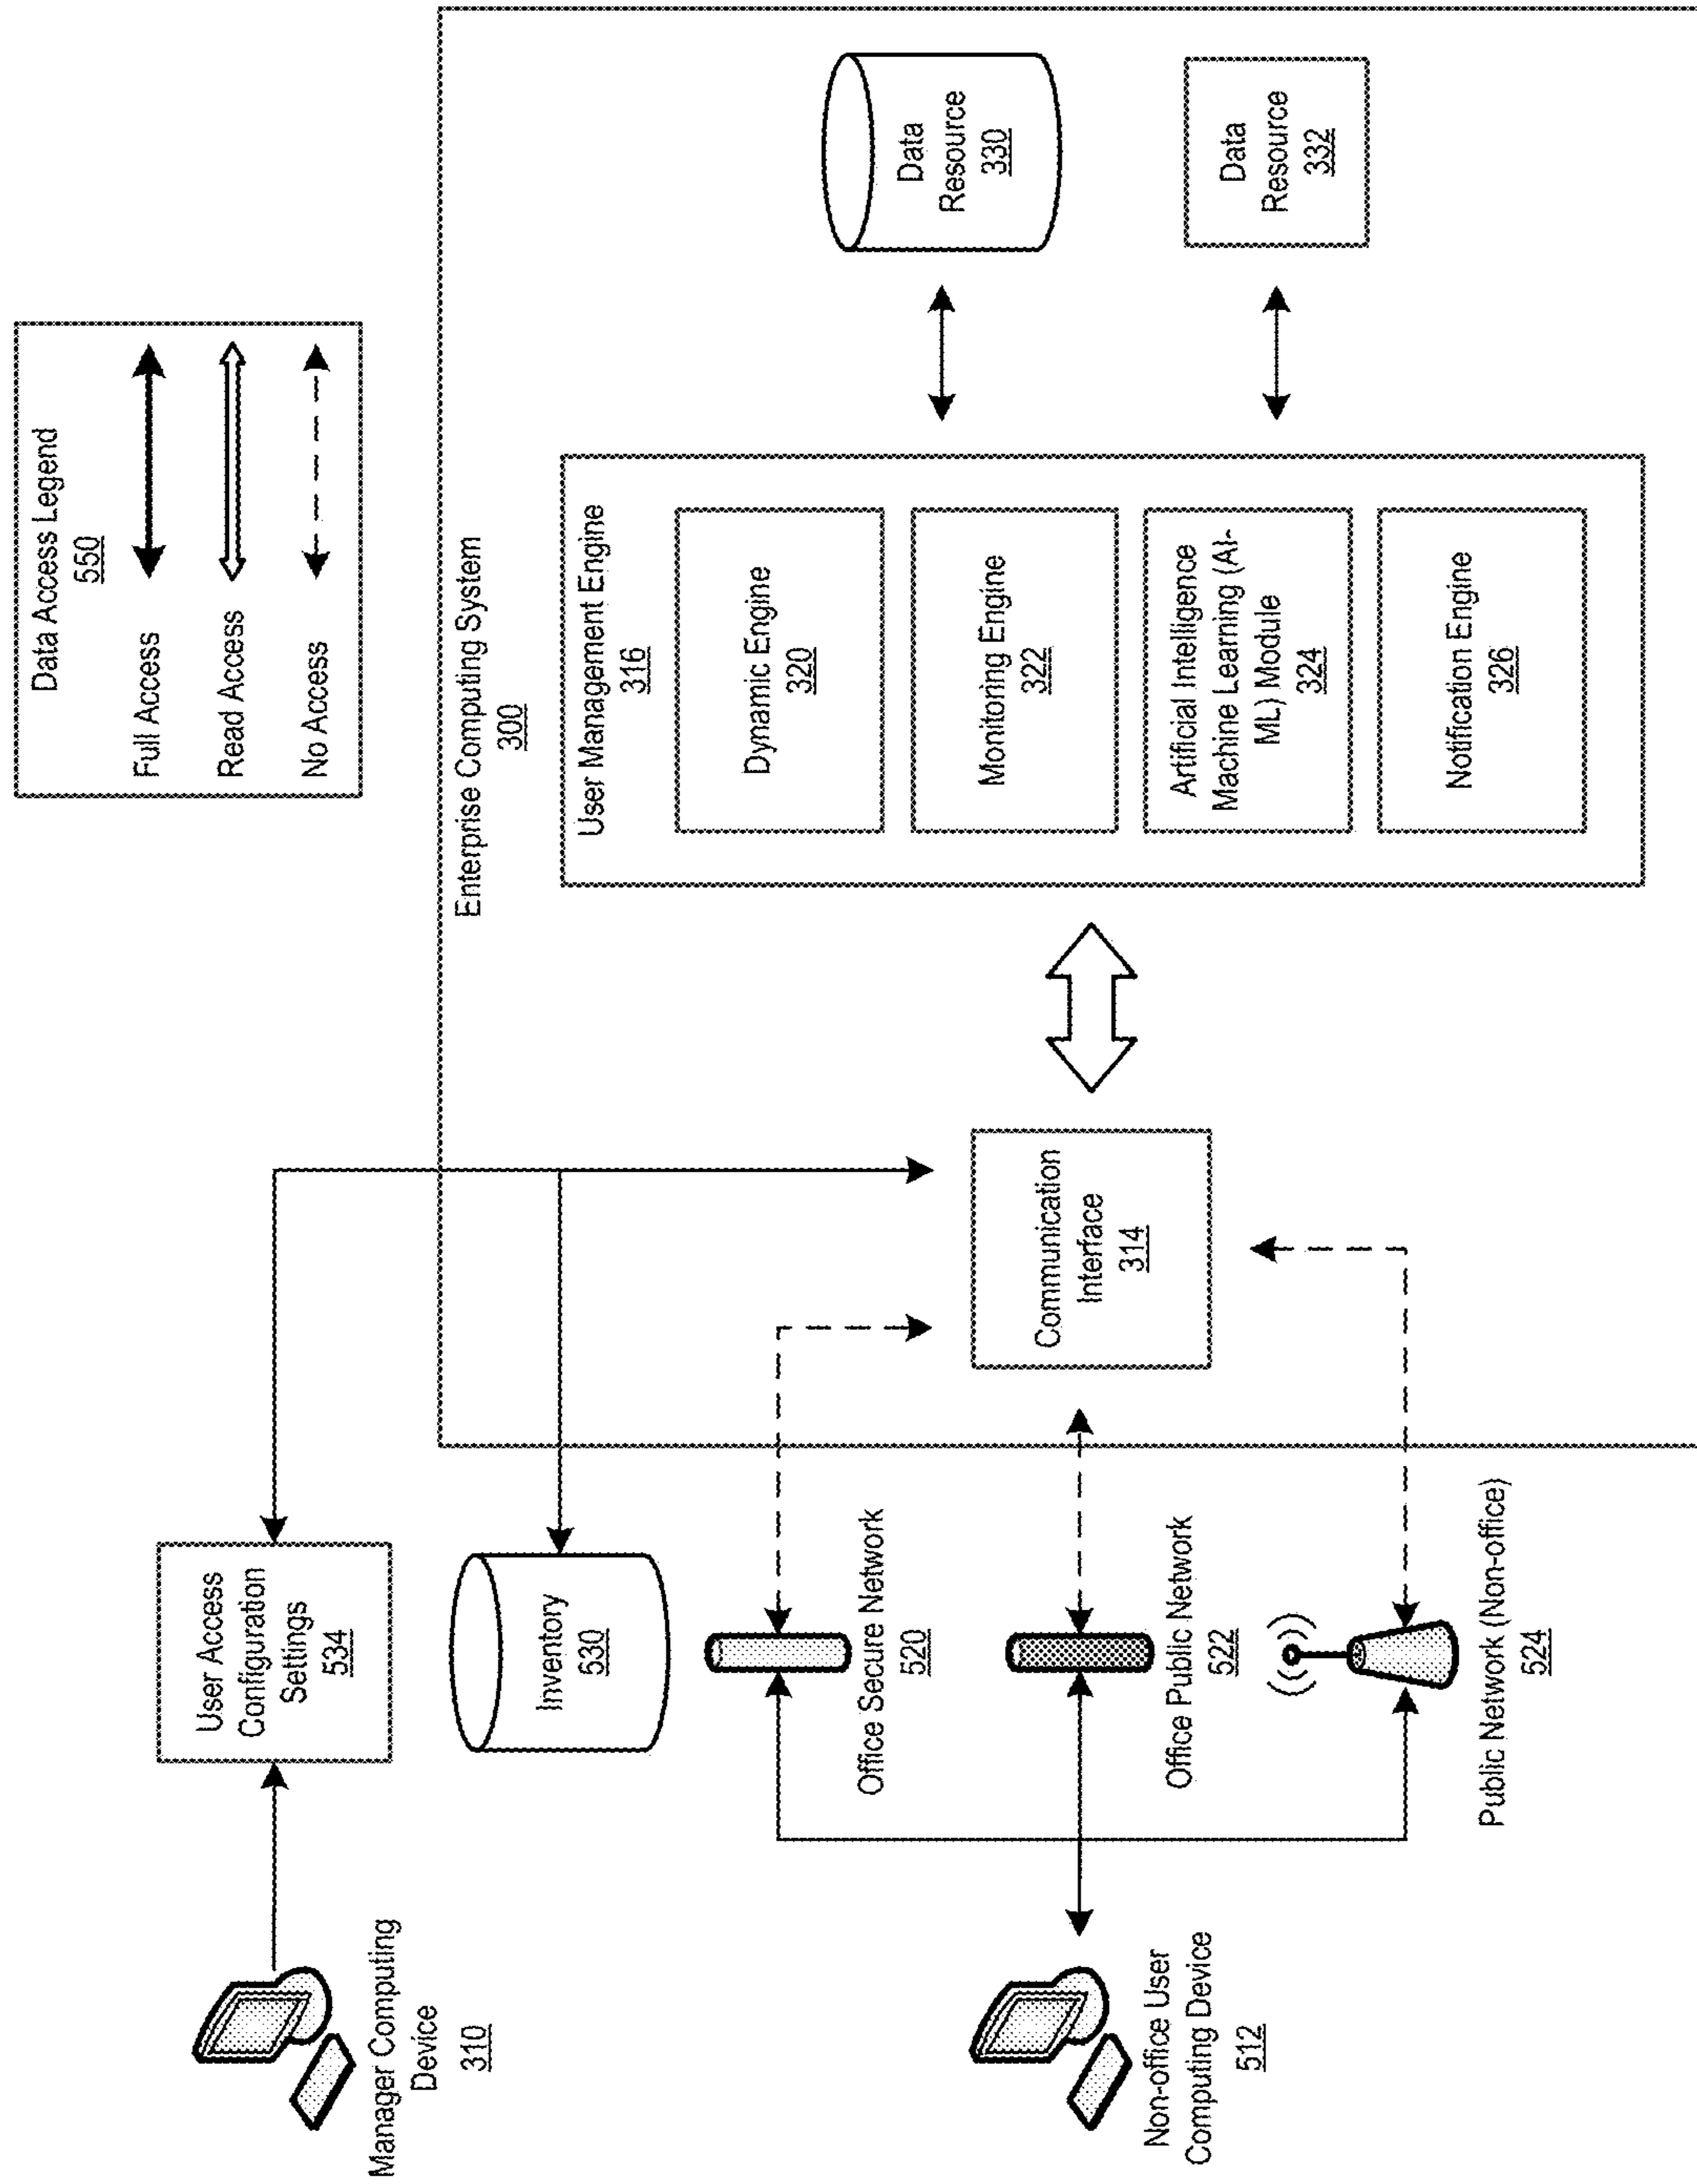 Data Access Legend
550
Full Access
Read Access
No Access
Enterprise Computing System
300
User Management Engine
316
Dynamic Engine
320
Monitoring Engine
322
Artificial Intelligence
Machine Learning (AI-
ML) Module
324
Notification Engine
326
Data
Resource
330
Data
Resource
332
Communication
Interface
314
User Access
Configuration
Settings
534
Inventory
530
Office Secure Network
520
Office Public Network
522
Public Network (Non-office)
524
Manager Computing
Device
310
Non-office User
Computing Device
512